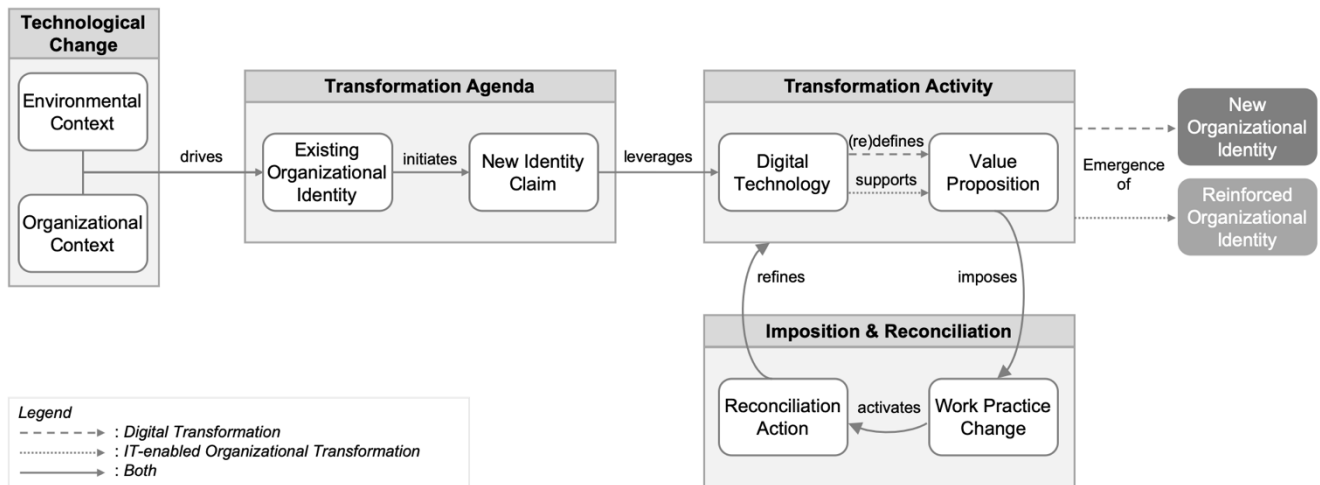 Technological
Change
Environmental
Context
Organizational
Context
drives
Transformation Agenda
Existing
Organizational
Identity
initiates
New Identity
Claim
leverages
Transformation Activity
Digital
Technology
(re)defines
supports
Value
Proposition
Emergence
of
New
Organizational
Identity
Reinforced
Organizational
Identity
refines
imposes
Imposition & Reconciliation
Reconciliation
Action
activates
Work Practice
Change
Legend
: Digital Transformation
: IT-enabled Organizational Transformation
: Both